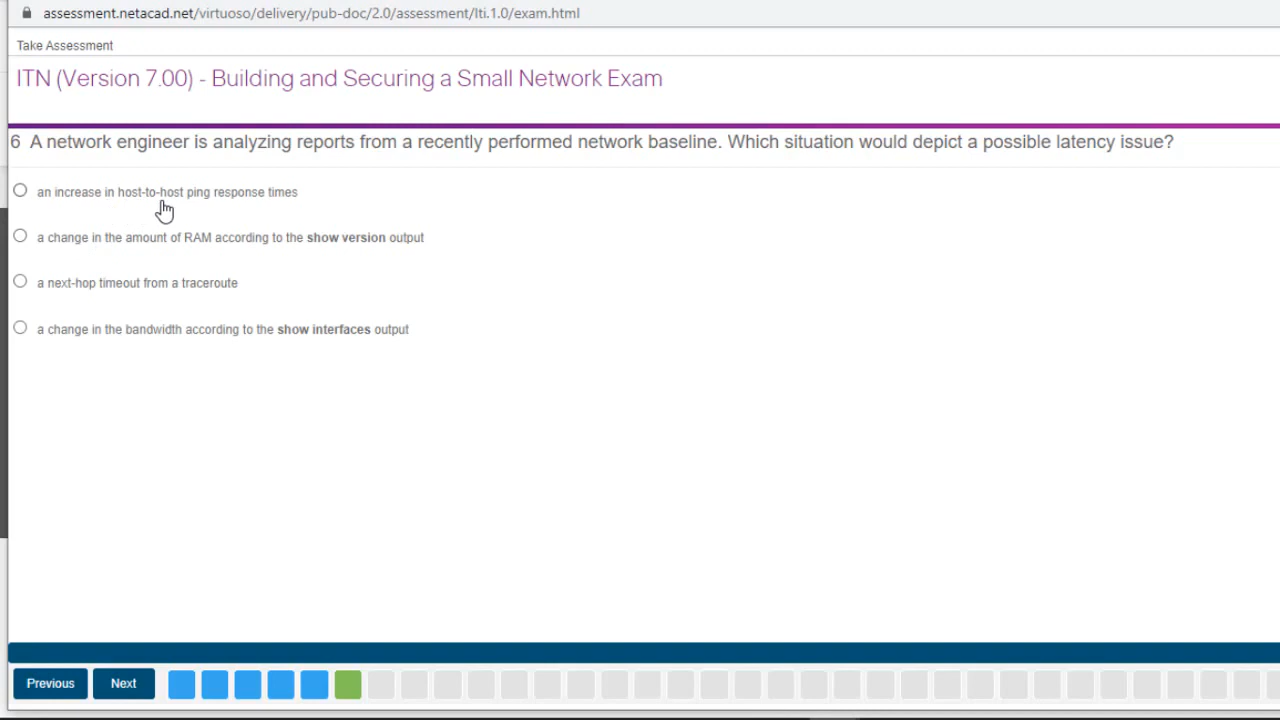 assessment.netacad.net/virtuoso/delivery/pub-doc/2.0/assessment/lti.1.0/exam.html
Take Assessment
ITN (Version 7.00) - Building and Securing a Small Network Exam
6 A network engineer is analyzing reports from a recently performed network baseline. Which situation would depict a possible latency issue?
an increase in host-to-host ping response times
a change in the amount of RAM according to the show version output
a next-hop timeout from a traceroute
a change in the bandwidth according to the show interfaces output
Previous Next